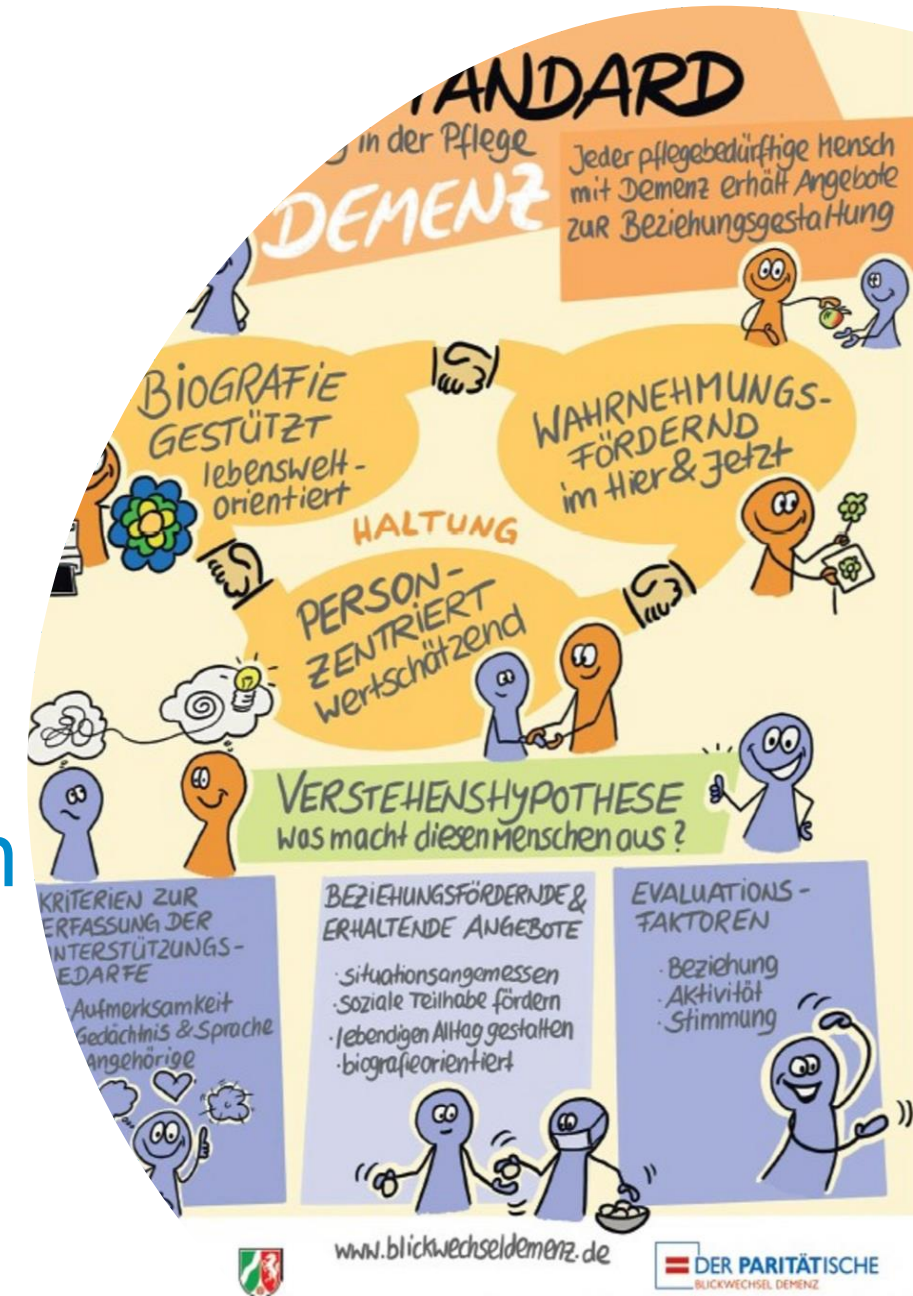 TANDARD
in der Pflege
DEMENZ
Jeder pflegebedürftige Mensch
mit Demenz erhält Angebote
zur Beziehungsgestaltung
BIOGRAFIE
GESTÜTZT
lebenswelt-
orientiert
WAHRNEHMUNGS-
FÖRDERND
im Hier & Jetzt
HALTUNG
PERSON-
ZENTRIERT
wertschätzend
VERSTEHENSHYPOTHESE
was macht diesen Menschen aus?
KRITERIEN ZUR
ERFASSUNG DER
NTERSTÜTZUNGS-
EDARFE
· Aufmerksamkeit
Gedächtnis & Sprache
Angehörige
BEZIEHUNGSFÖRDERNDE &
ERHALTENDE ANGEBOTE
· situationsangemessen
· soziale Teilhabe fördern
· lebendigen Alltag gestalten
· biografieorientiert
EVALUATIONS-
FAKTOREN
· Beziehung
· Aktivität
· Stimmung
www.blickwechseldemenz.de
DER PARITÄTISCHE
BLICKWECHSEL DEMENZ